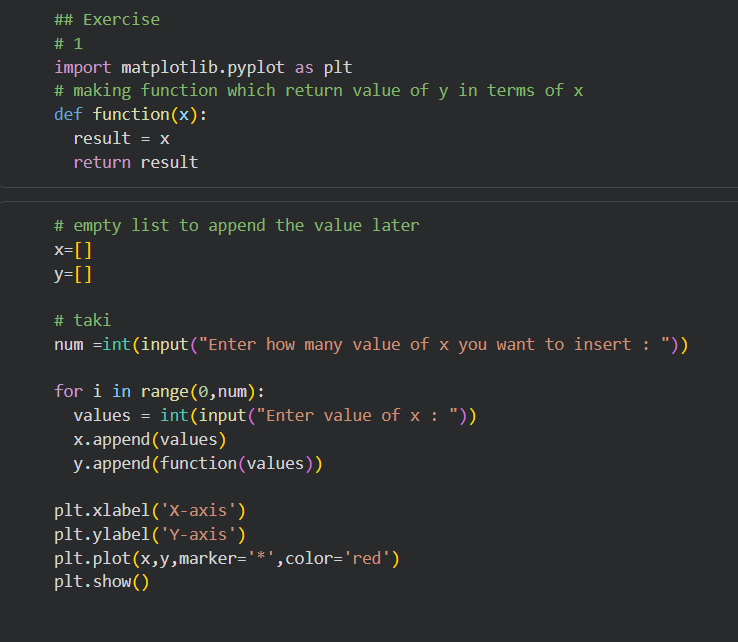 ## Exercise
# 1
import matplotlib.pyplot as plt
# making function which return value of y in terms of x
def function(x):
  result = x
  return result
# empty list to append the value later
x=[]
y=[]
# taki
num =int(input("Enter how many value of x you want to insert : "))
for i in range(0,num):
  values = int(input("Enter value of x : "))
  x.append(values)
  y.append(function(values))
plt.xlabel('X-axis')
plt.ylabel('Y-axis')
plt.plot(x,y,marker='*',color='red')
plt.show()